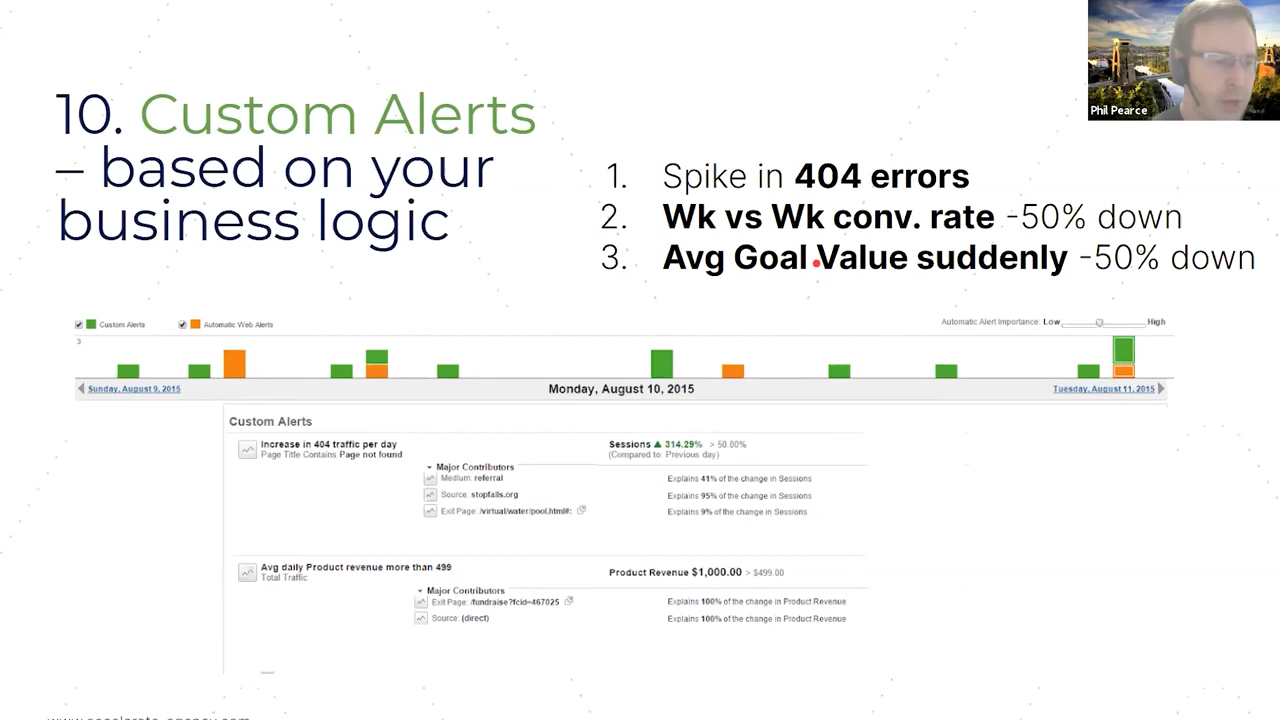 Phil Pearce
10. Custom Alerts
– based on your
business logic
1. Spike in 404 errors
2. Wk vs Wk conv. rate -50% down
3. Avg Goal Value suddenly -50% down
Custom Alerts
Automatic Web Alerts
Automatic Alert Importance: Low High
3
Sunday, August 9, 2015
Monday, August 10, 2015
Tuesday, August 11, 2015
Custom Alerts
Increase in 404 traffic per day
Page Title Contains Page not found
Sessions ▲ 314.29% > 50.00%
(Compared to: Previous day)
Major Contributors
Medium: referral
Explains 41% of the change in Sessions
Source: stopfalls.org
Explains 95% of the change in Sessions
Exit Page: /virtual/water/pool.html#:
Explains 9% of the change in Sessions
Avg daily Product revenue more than 499
Total Traffic
Product Revenue $1,000.00 > $499.00
Major Contributors
Exit Page: /fundraise?fcid=467025
Explains 100% of the change in Product Revenue
Source: (direct)
Explains 100% of the change in Product Revenue